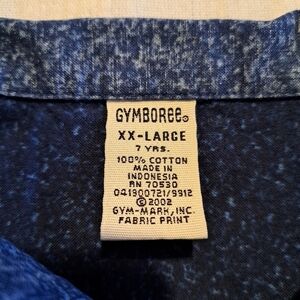 GYMBOREE®
XX-LARGE
7 YRS.
100% COTTON
MADE IN
INDONESIA
RN 70530
041900721/9912
©2002
GYM-MARK, INC.
FABRIC PRINT